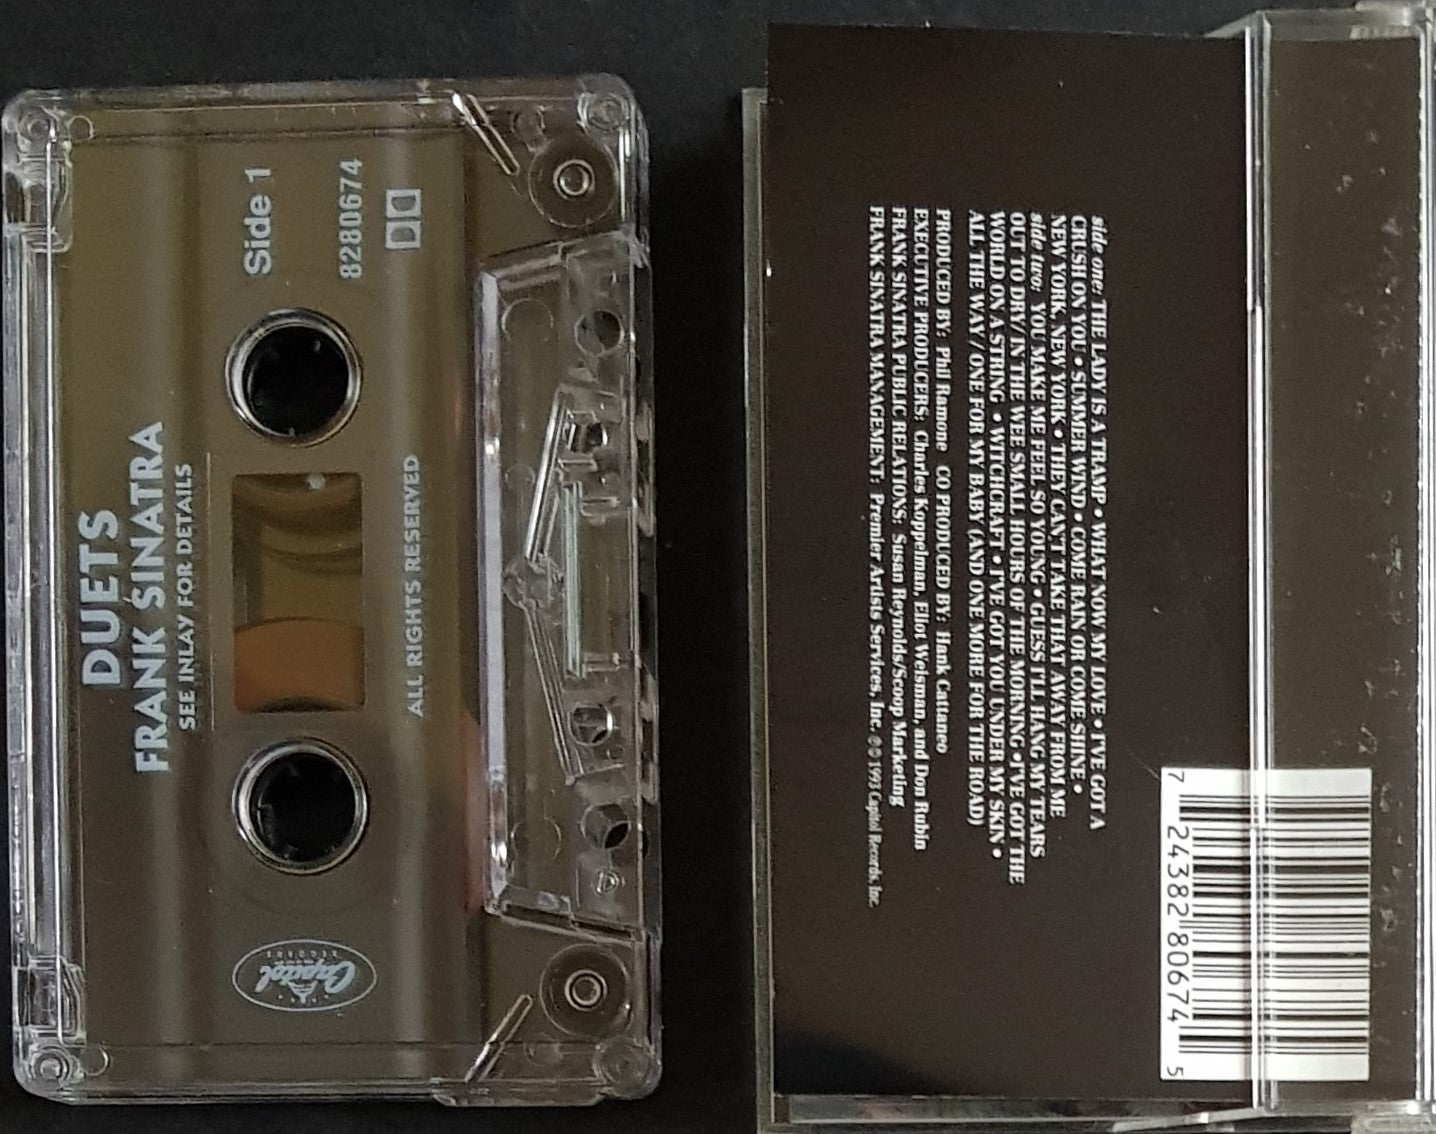 DUETS
FRANK SINATRA
SEE INLAY FOR DETAILS
Side 1
8280674
ALL RIGHTS RESERVED
Capitol
RECORDS
side one: THE LADY IS A TRAMP • WHAT NOW MY LOVE • I'VE GOT A
CRUSH ON YOU • SUMMER WIND • COME RAIN OR COME SHINE •
NEW YORK, NEW YORK • THEY CAN'T TAKE THAT AWAY FROM ME
side two: YOU MAKE ME FEEL SO YOUNG • GUESS I'LL HANG MY TEARS
OUT TO DRY/ IN THE WEE SMALL HOURS OF THE MORNING • I'VE GOT THE
WORLD ON A STRING • WITCHCRAFT • I'VE GOT YOU UNDER MY SKIN •
ALL THE WAY/ ONE FOR MY BABY (AND ONE MORE FOR THE ROAD)
PRODUCED BY: Phil Ramone CO PRODUCED BY: Hank Cattaneo
EXECUTIVE PRODUCERS: Charles Koppelman, Eliot Weisman, and Don Rubin
FRANK SINATRA PUBLIC RELATIONS: Susan Reynolds/Scoop Marketing
FRANK SINATRA MANAGEMENT: Premier Artists Services, Inc. ℗© 1993 Capitol Records, Inc.
7 24382 80674 5